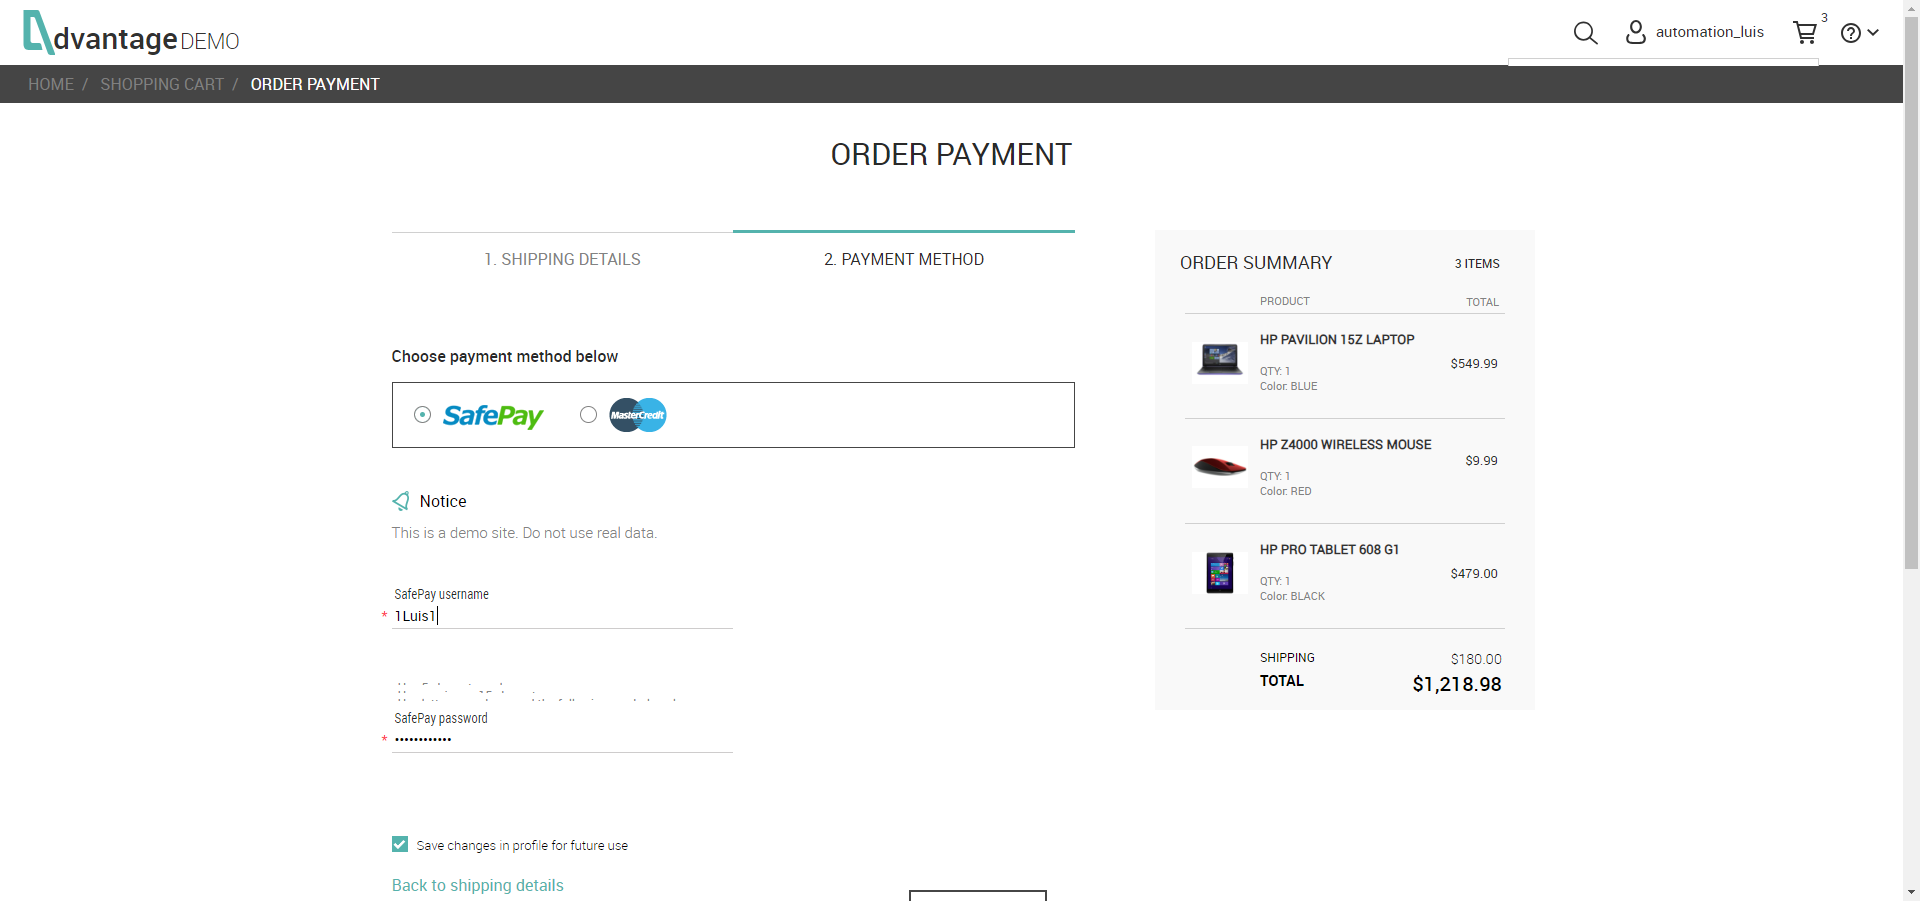 dvantage DEMO
automation_luis
3
HOME / SHOPPING CART / ORDER PAYMENT
ORDER PAYMENT
1. SHIPPING DETAILS
2. PAYMENT METHOD
Choose payment method below
SafePay
MasterCredit
Notice
This is a demo site. Do not use real data.
SafePay username
* 1Luis1
SafePay password
* ••••••••••••
Save changes in profile for future use
Back to shipping details
ORDER SUMMARY
3 ITEMS
PRODUCT
TOTAL
HP PAVILION 15Z LAPTOP
$549.99
QTY: 1
Color: BLUE
HP Z4000 WIRELESS MOUSE
$9.99
QTY: 1
Color: RED
HP PRO TABLET 608 G1
$479.00
QTY: 1
Color: BLACK
SHIPPING
$180.00
TOTAL
$1,218.98